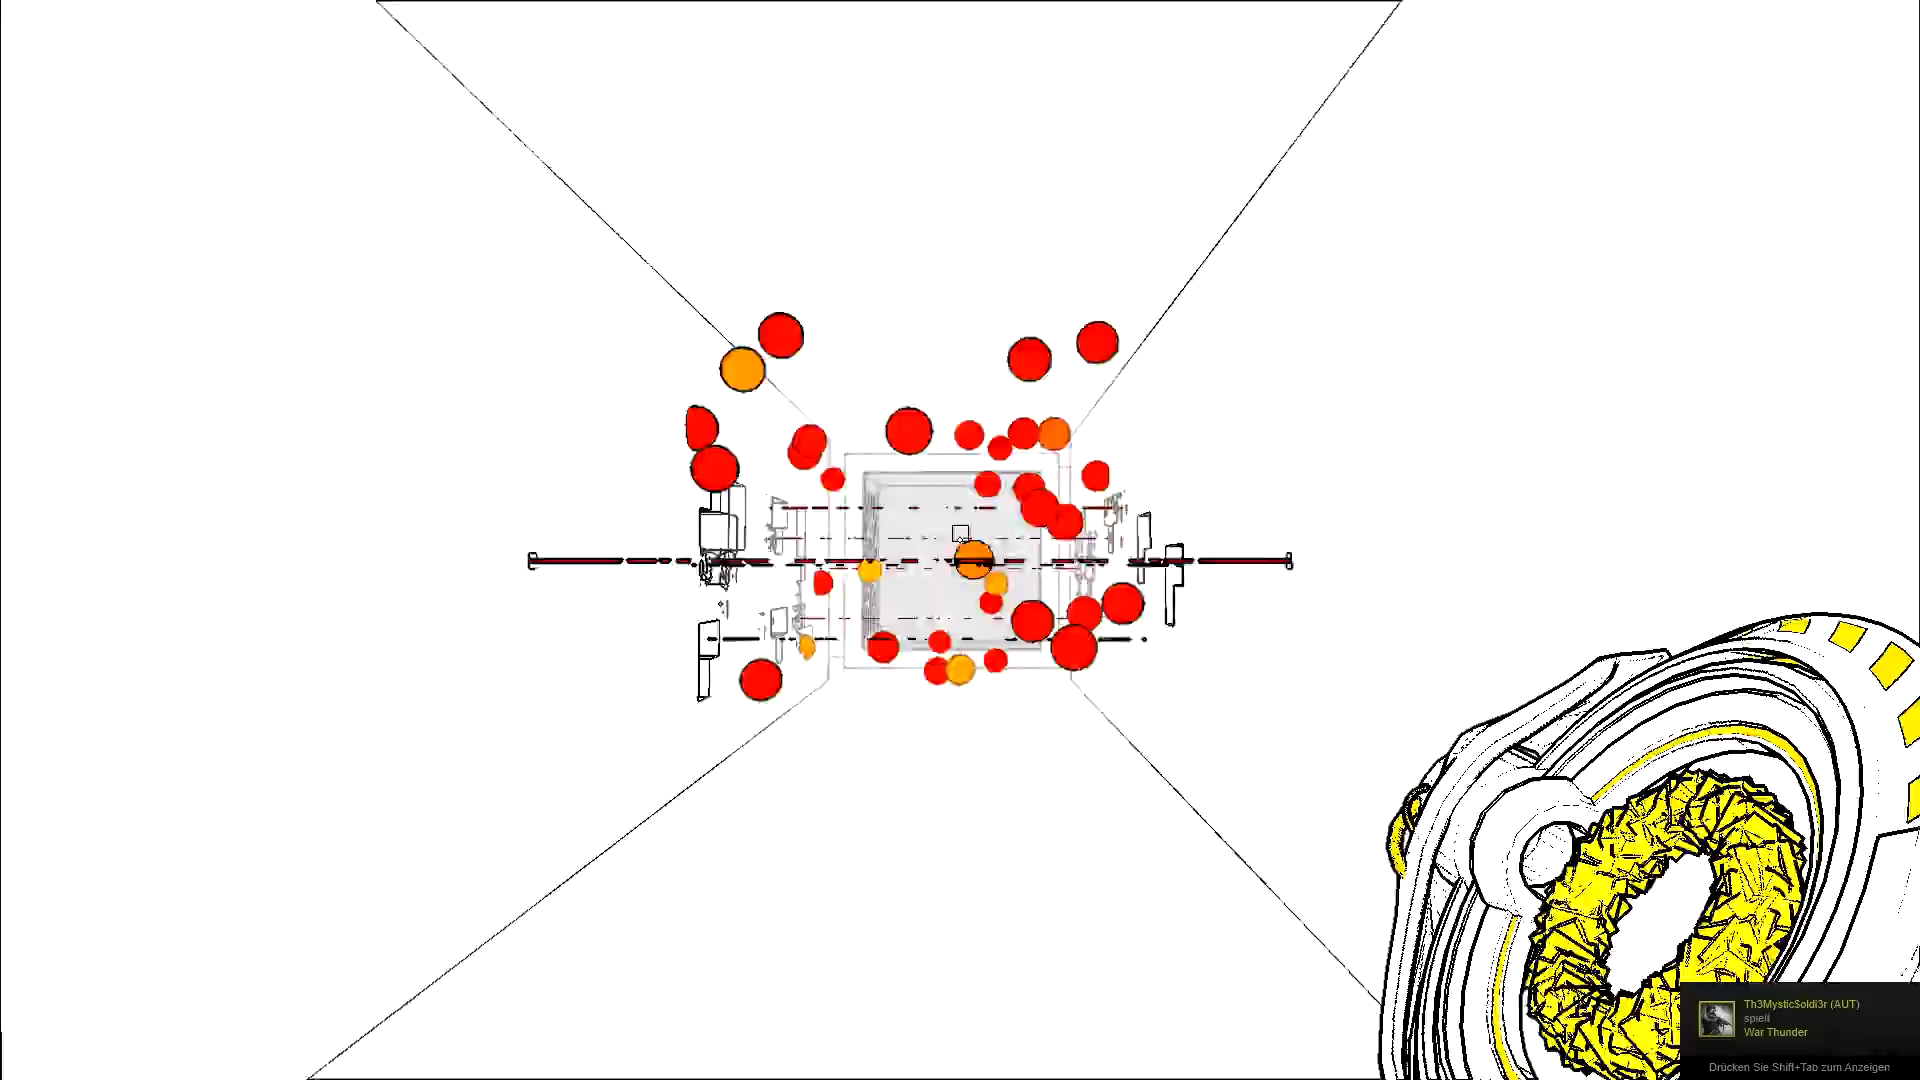 Th3MysticSoldi3r (AUT)
spielt
War Thunder
Drücken Sie Shift+Tab zum Anzeigen